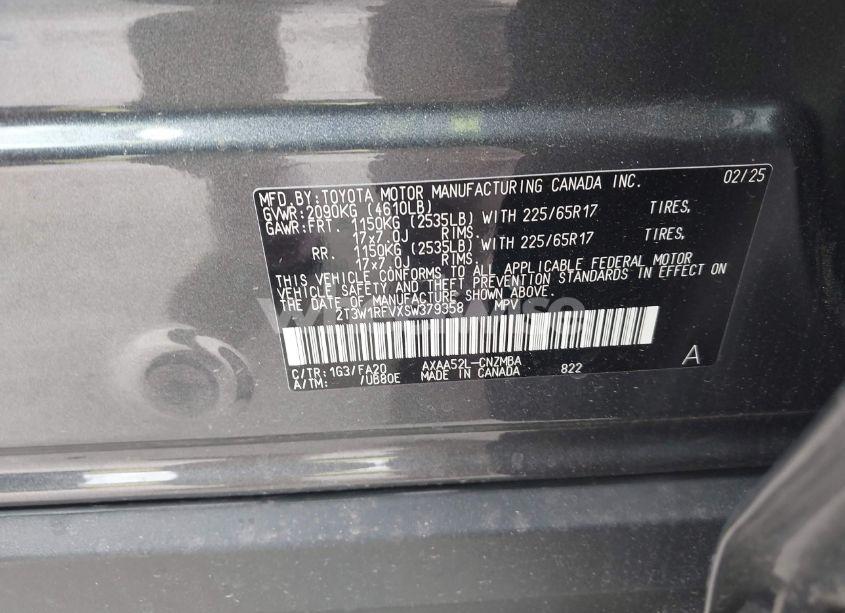 MFD.BY:TOYOTA MOTOR MANUFACTURING CANADA INC. 02/25
GVWR:2090KG (4610LB)
GAWR:FRT. 1150KG (2535LB) WITH 225/65R17 TIRES,
17x7.0J RIMS.
RR. 1150KG (2535LB) WITH 225/65R17 TIRES,
17x7.0J RIMS.
THIS VEHICLE CONFORMS TO ALL APPLICABLE FEDERAL MOTOR
VEHICLE SAFETY AND THEFT PREVENTION STANDARDS IN EFFECT ON
THE DATE OF MANUFACTURE SHOWN ABOVE.
2T3W1RFVXSW379358 MPV
C/TR:1G3/FA20 AXAA52L-CNZMBA 822 A
A/TM: /UB80E MADE IN CANADA